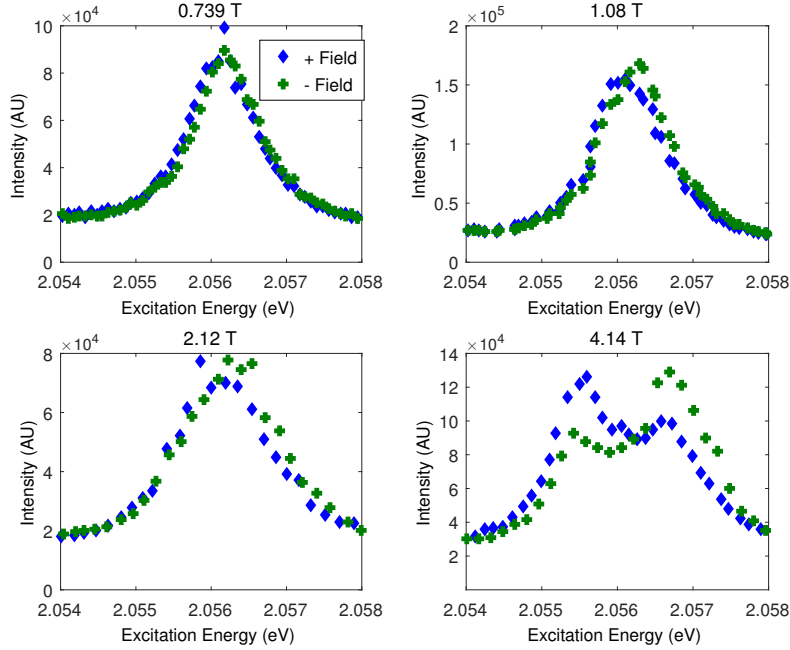 0.739 T
×10⁴
10
8
6
4
2
0
Intensity (AU)
+ Field
- Field
2.054 2.055 2.056 2.057 2.058
Excitation Energy (eV)
1.08 T
×10⁵
2
1.5
1
0.5
0
Intensity (AU)
2.054 2.055 2.056 2.057 2.058
Excitation Energy (eV)
2.12 T
×10⁴
8
6
4
2
0
Intensity (AU)
2.054 2.055 2.056 2.057 2.058
Excitation Energy (eV)
4.14 T
×10⁴
14
12
10
8
6
4
2
Intensity (AU)
2.054 2.055 2.056 2.057 2.058
Excitation Energy (eV)